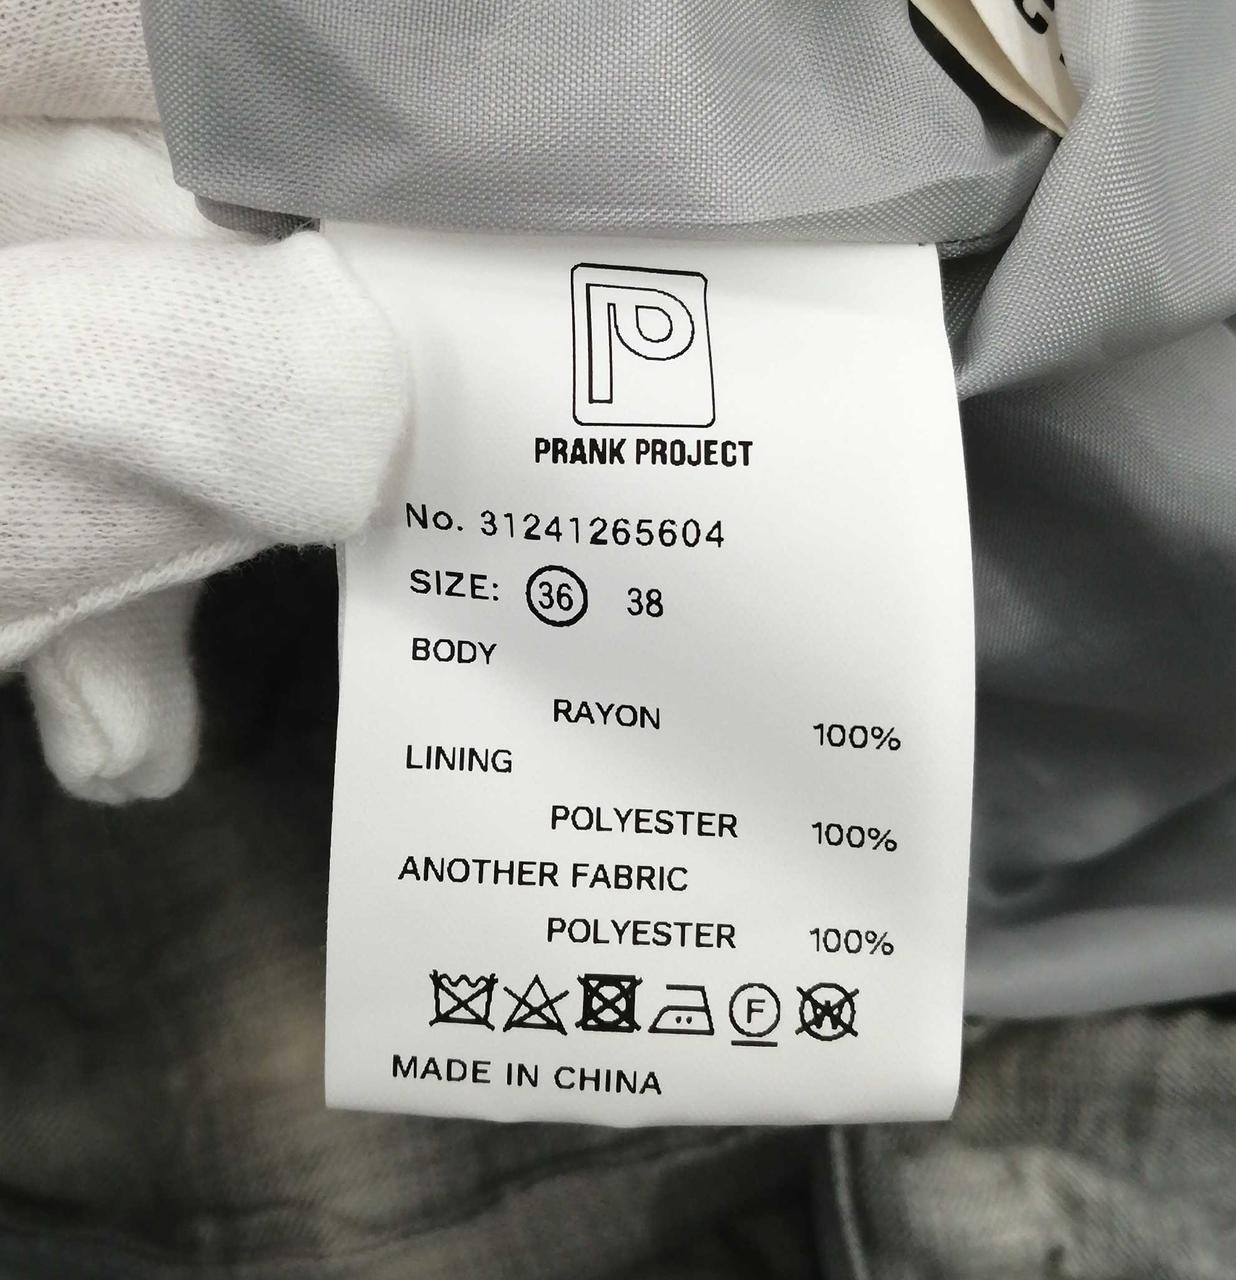 PRANK PROJECT
No. 31241265604
SIZE: 36 38
BODY
RAYON 100%
LINING
POLYESTER 100%
ANOTHER FABRIC
POLYESTER 100%
F W
MADE IN CHINA